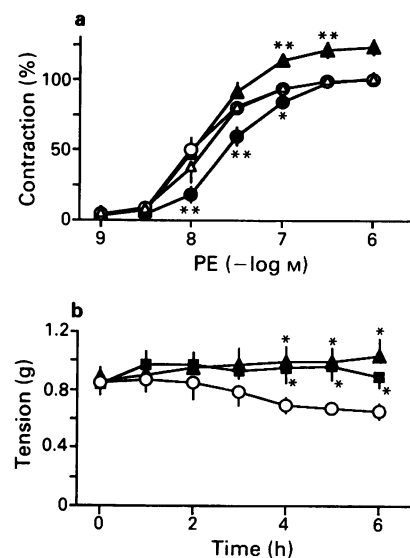 a
** **
100
50
0
*
**
**
Contraction (%)
9 8 7 6
PE (−log M)
b
1.2
0.8
0.4
0
* * *
* * *
Tension (g)
0 2 4 6
Time (h)